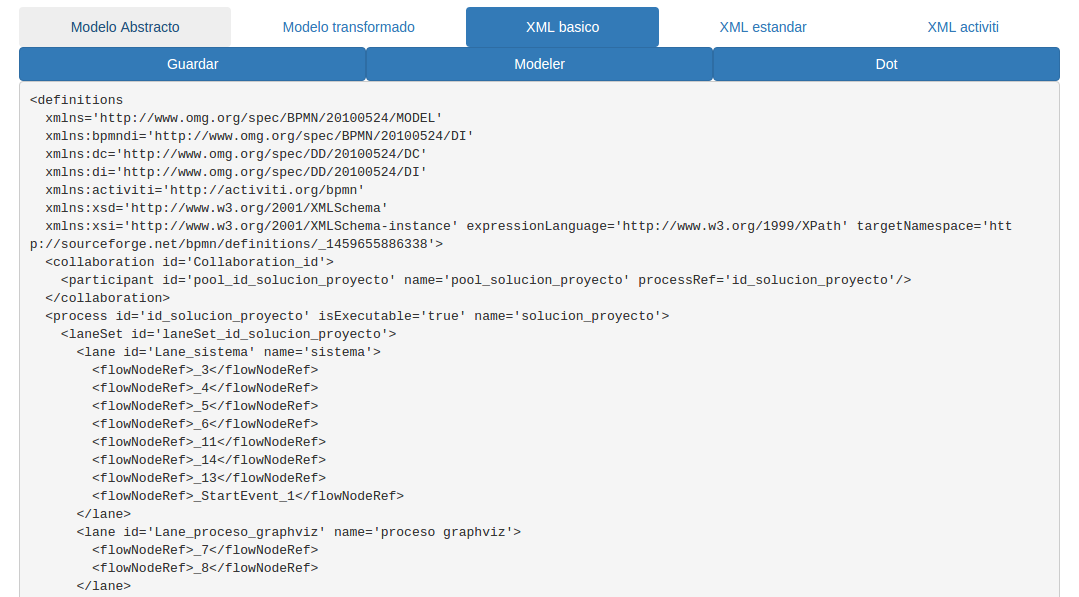 Modelo Abstracto Modelo transformado XML basico XML estandar XML activiti
Guardar Modeler Dot
<definitions
  xmlns='http://www.omg.org/spec/BPMN/20100524/MODEL'
  xmlns:bpmndi='http://www.omg.org/spec/BPMN/20100524/DI'
  xmlns:dc='http://www.omg.org/spec/DD/20100524/DC'
  xmlns:di='http://www.omg.org/spec/DD/20100524/DI'
  xmlns:activiti='http://activiti.org/bpmn'
  xmlns:xsd='http://www.w3.org/2001/XMLSchema'
  xmlns:xsi='http://www.w3.org/2001/XMLSchema-instance' expressionLanguage='http://www.w3.org/1999/XPath' targetNamespace='htt
p://sourceforge.net/bpmn/definitions/_1459655886338'>
  <collaboration id='Collaboration_id'>
    <participant id='pool_id_solucion_proyecto' name='pool_solucion_proyecto' processRef='id_solucion_proyecto'/>
  </collaboration>
  <process id='id_solucion_proyecto' isExecutable='true' name='solucion_proyecto'>
    <laneSet id='laneSet_id_solucion_proyecto'>
      <lane id='Lane_sistema' name='sistema'>
        <flowNodeRef>_3</flowNodeRef>
        <flowNodeRef>_4</flowNodeRef>
        <flowNodeRef>_5</flowNodeRef>
        <flowNodeRef>_6</flowNodeRef>
        <flowNodeRef>_11</flowNodeRef>
        <flowNodeRef>_14</flowNodeRef>
        <flowNodeRef>_13</flowNodeRef>
        <flowNodeRef>_StartEvent_1</flowNodeRef>
      </lane>
      <lane id='Lane_proceso_graphviz' name='proceso graphviz'>
        <flowNodeRef>_7</flowNodeRef>
        <flowNodeRef>_8</flowNodeRef>
      </lane>